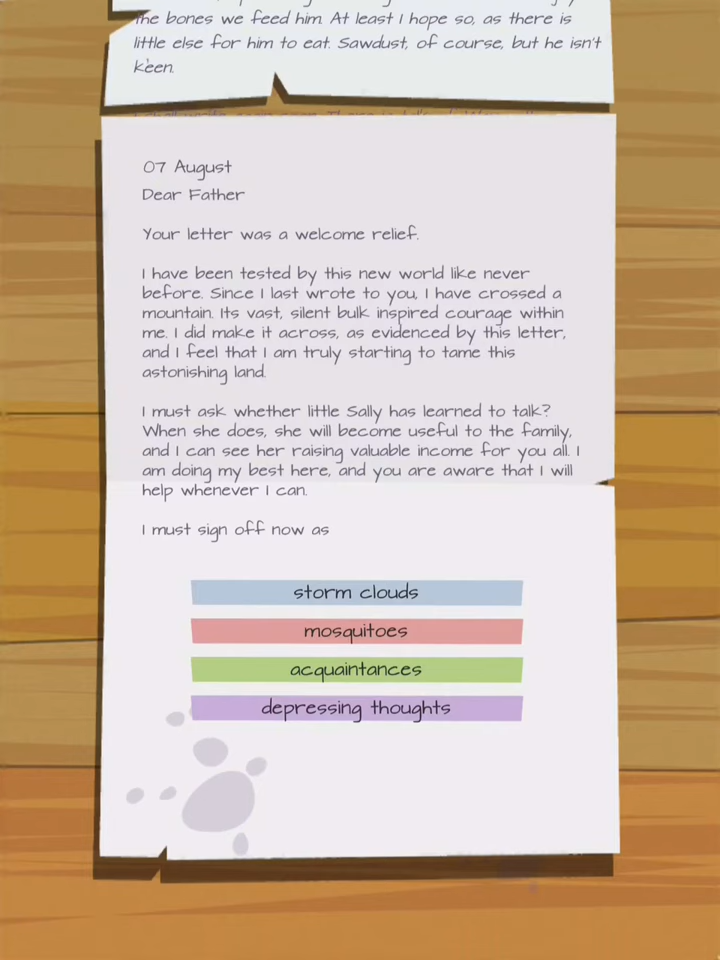 the bones we feed him. At least I hope so, as there is
little else for him to eat. Sawdust, of course, but he isn't
keen.
07 August
Dear Father
Your letter was a welcome relief.
I have been tested by this new world like never
before. Since I last wrote to you, I have crossed a
mountain. Its vast, silent bulk inspired courage within
me. I did make it across, as evidenced by this letter,
and I feel that I am truly starting to tame this
astonishing land.
I must ask whether little Sally has learned to talk?
When she does, she will become useful to the family,
and I can see her raising valuable income for you all. I
am doing my best here, and you are aware that I will
help whenever I can.
I must sign off now as
storm clouds
mosquitoes
acquaintances
depressing thoughts